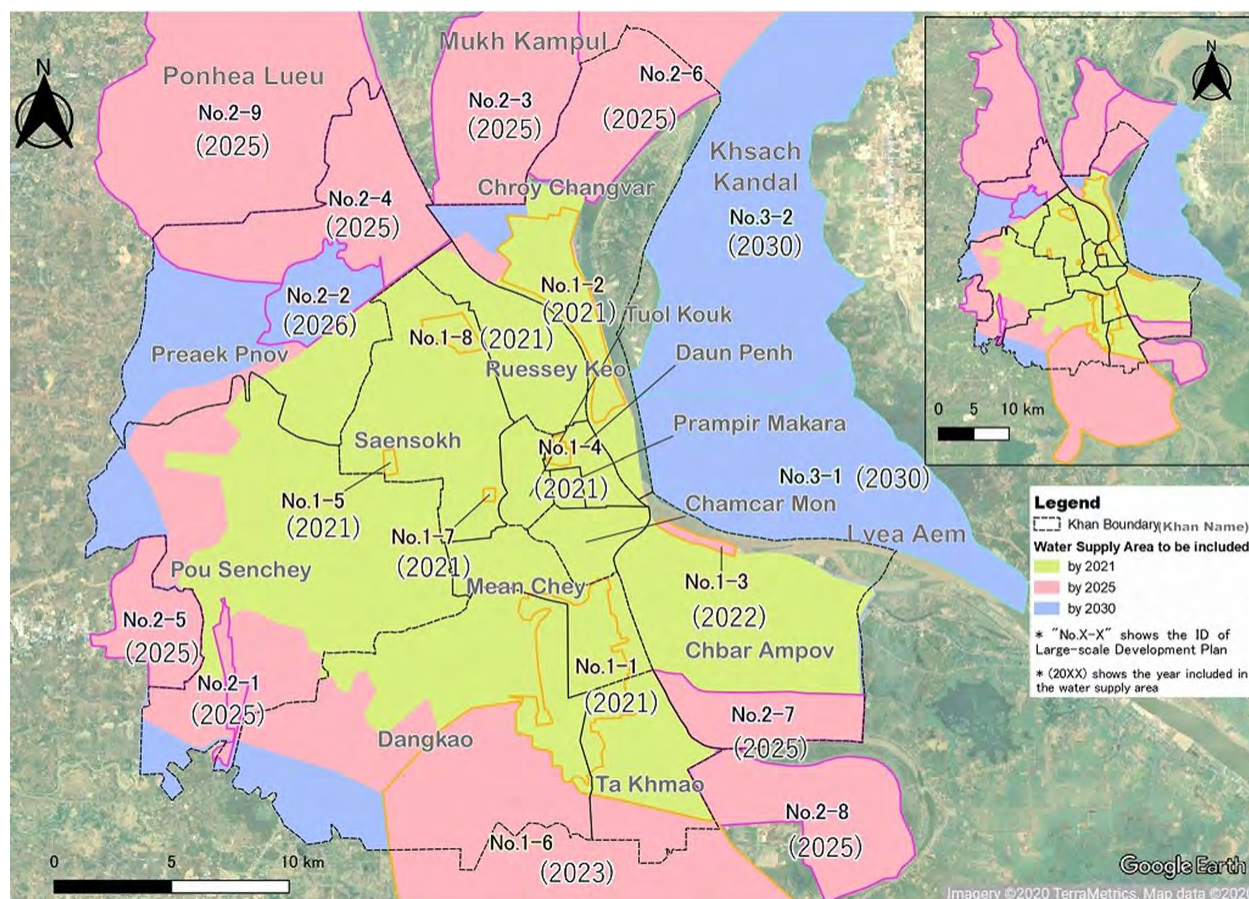 N
Ponhea Lueu
No.2-9
(2025)
Mukh Kampul
No.2-3
(2025)
No.2-6
(2025)
Khsach
Kandal
No.3-2
(2030)
Chroy Changvar
No.2-4
(2025)
No.2-2
(2026)
Preaek Pnov
No.1-2
(2021)
Tuol Kouk
No.1-8 (2021)
Ruessey Keo
Daun Penh
Prampir Makara
Saensokh
No.1-4
(2021)
No.3-1 (2030)
No.1-5
(2021)
Chamcar Mon
Lvea Aem
No.1-7
(2021)
Pou Senchey
Mean Chey
No.1-3
(2022)
Chbar Ampov
No.2-5
(2025)
No.2-1
(2025)
No.1-1
(2021)
No.2-7
(2025)
Dangkao
Ta Khmao
No.2-8
(2025)
No.1-6
(2023)
0 5 10 km
N
0 5 10 km
Legend
Khan Boundary(Khan Name)
Water Supply Area to be included
by 2021
by 2025
by 2030
* "No.X-X" shows the ID of
Large-scale Development Plan
* (20XX) shows the year included in
the water supply area
Google Earth
Imagery ©2020 TerraMetrics, Map data ©2020